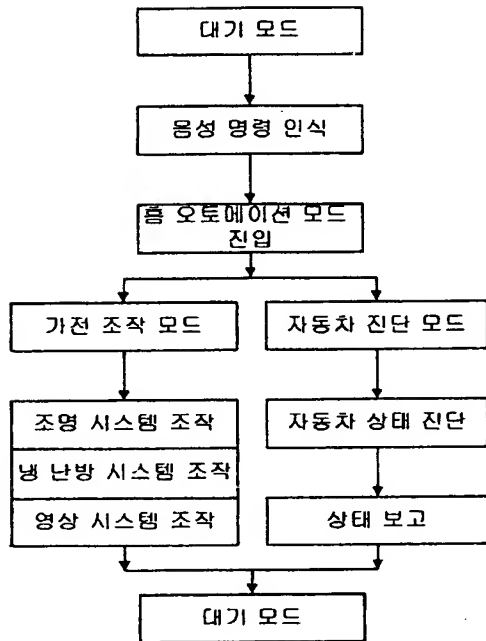 대기 모드
음성 명령 인식
홈 오토메이션 모드
진입
가전 조작 모드
자동차 진단 모드
조명 시스템 조작
자동차 상태 진단
냉 난방 시스템 조작
영상 시스템 조작
상태 보고
대기 모드